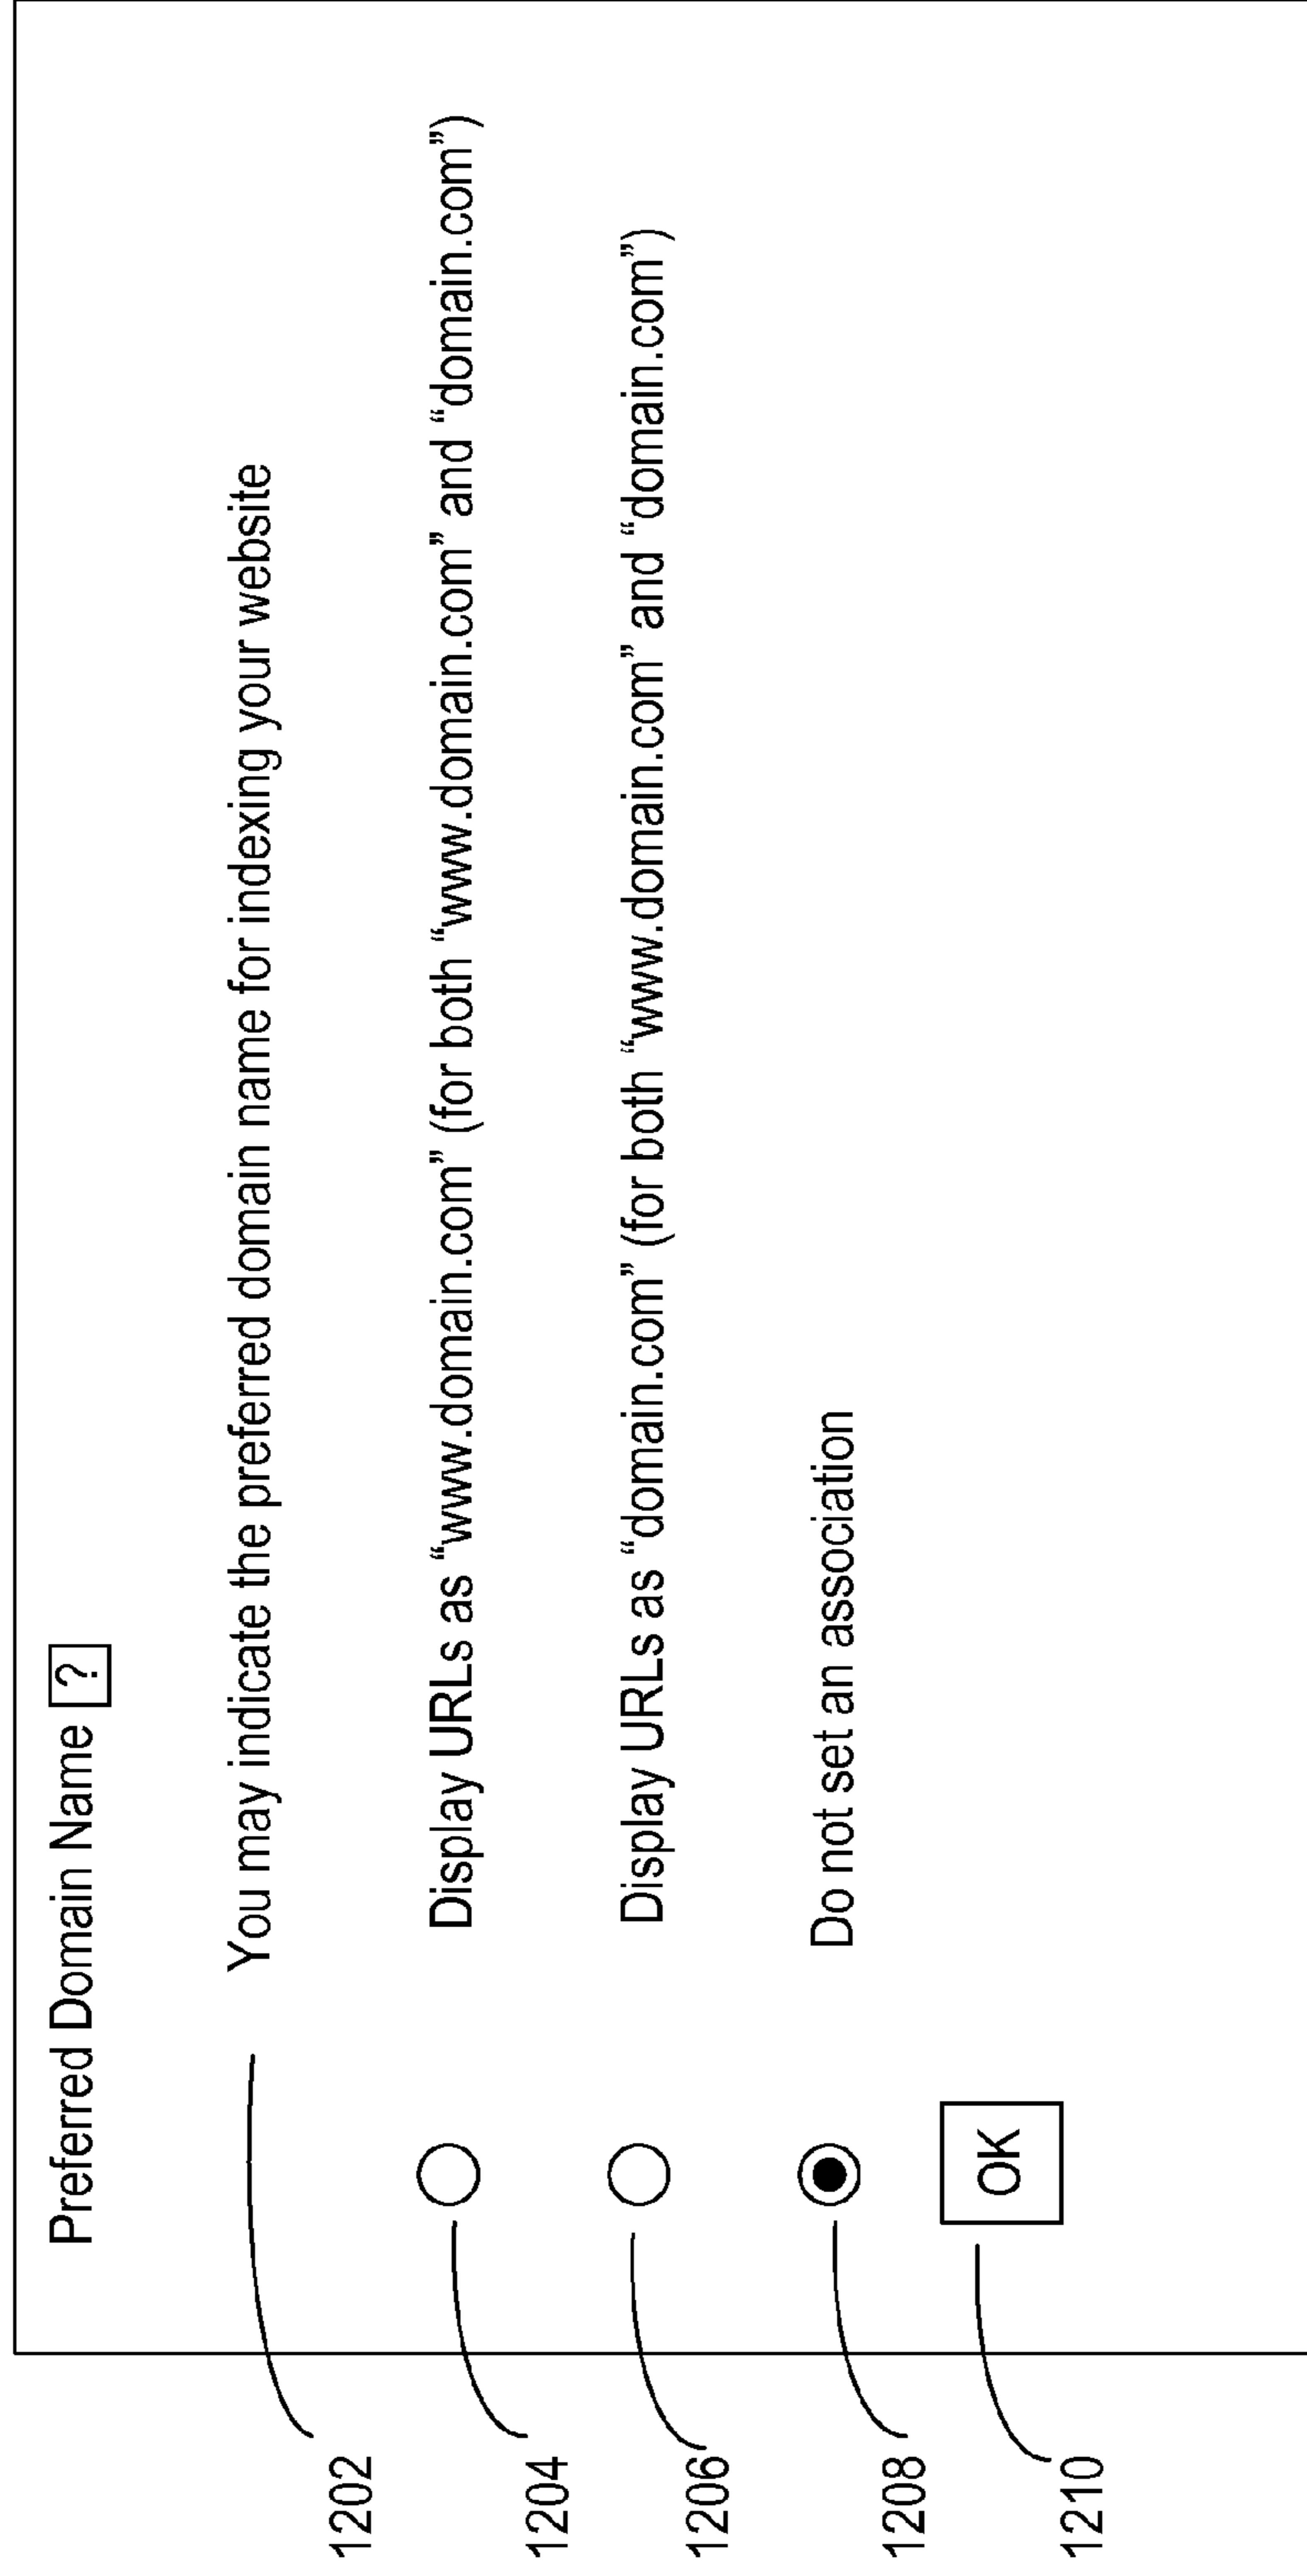 Preferred Domain Name ?
1202 You may indicate the preferred domain name for indexing your website
1204 Display URLs as “www.domain.com” (for both “www.domain.com” and “domain.com”)
1206 Display URLs as “domain.com” (for both “www.domain.com” and “domain.com”)
1208 Do not set an association
1210 OK